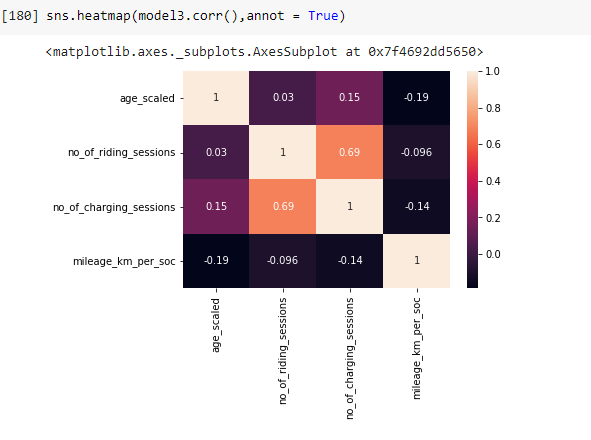 [180] sns.heatmap(model3.corr(),annot = True)
<matplotlib.axes._subplots.AxesSubplot at 0x7f4692dd5650>
age_scaled 1 0.03 0.15 -0.19
no_of_riding_sessions 0.03 1 0.69 -0.096
no_of_charging_sessions 0.15 0.69 1 -0.14
mileage_km_per_soc -0.19 -0.096 -0.14 1
age_scaled
no_of_riding_sessions
no_of_charging_sessions
mileage_km_per_soc
1.0
0.8
0.6
0.4
0.2
0.0